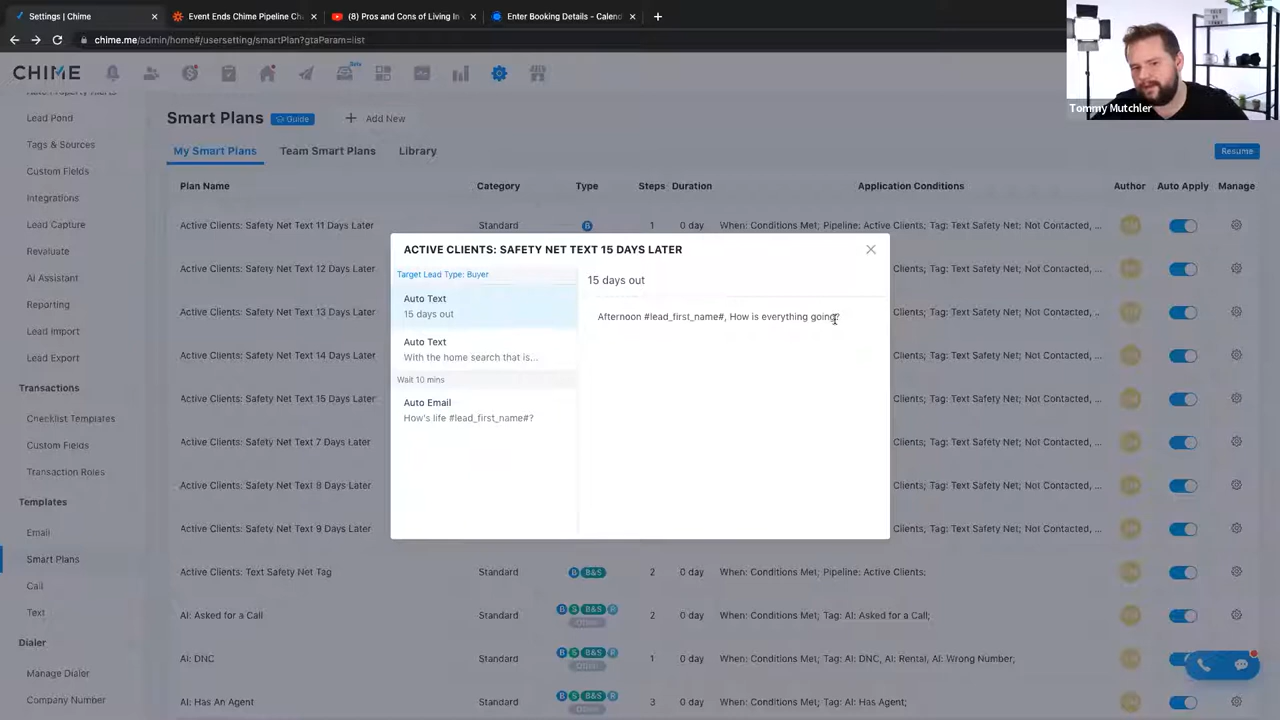 Settings | Chime
Event Ends Chime Pipeline Ch
(8) Pros and Cons of Living In
Enter Booking Details - Calend
chime.me/admin/home#/usersetting/smartPlan?gtaParam=list
CHIME
Beta
Tommy Mutchler
Lead Pond
Tags & Sources
Custom Fields
Integrations
Lead Capture
Revaluate
AI Assistant
Reporting
Lead Import
Lead Export
Transactions
Checklist Templates
Custom Fields
Transaction Roles
Templates
Email
Smart Plans
Call
Text
Dialer
Manage Dialer
Company Number
Smart Plans Guide + Add New
My Smart Plans Team Smart Plans Library Resume
Plan Name Category Type Steps Duration Application Conditions Author Auto Apply Manage
Active Clients: Safety Net Text 11 Days Later Standard B 1 0 day When: Conditions Met; Pipeline: Active Clients; Tag: Text Safety Net; Not Contacted, ...
Active Clients: Safety Net Text 12 Days Later Clients; Tag: Text Safety Net; Not Contacted, ...
Active Clients: Safety Net Text 13 Days Later Clients; Tag: Text Safety Net; Not Contacted, ...
Active Clients: Safety Net Text 14 Days Later Clients; Tag: Text Safety Net; Not Contacted, ...
Active Clients: Safety Net Text 15 Days Later Clients; Tag: Text Safety Net; Not Contacted, ...
Active Clients: Safety Net Text 7 Days Later Clients; Tag: Text Safety Net; Not Contacted, ...
Active Clients: Safety Net Text 8 Days Later Clients; Tag: Text Safety Net; Not Contacted, ...
Active Clients: Safety Net Text 9 Days Later Clients; Tag: Text Safety Net; Not Contacted, ...
Active Clients: Text Safety Net Tag Standard B B&S 2 0 day When: Conditions Met; Pipeline: Active Clients;
AI: Asked for a Call Standard B S B&S R Other 2 0 day When: Conditions Met; Tag: AI: Asked for a Call;
AI: DNC Standard B S B&S R Other 1 0 day When: Conditions Met; Tag: AI: DNC, AI: Rental, AI: Wrong Number;
AI: Has An Agent Standard B S B&S R Other 3 0 day When: Conditions Met; Tag: AI: Has Agent;
ACTIVE CLIENTS: SAFETY NET TEXT 15 DAYS LATER
Target Lead Type: Buyer
Auto Text
15 days out
Auto Text
With the home search that is...
Wait 10 mins
Auto Email
How's life #lead_first_name#?
15 days out
Afternoon #lead_first_name#, How is everything going?